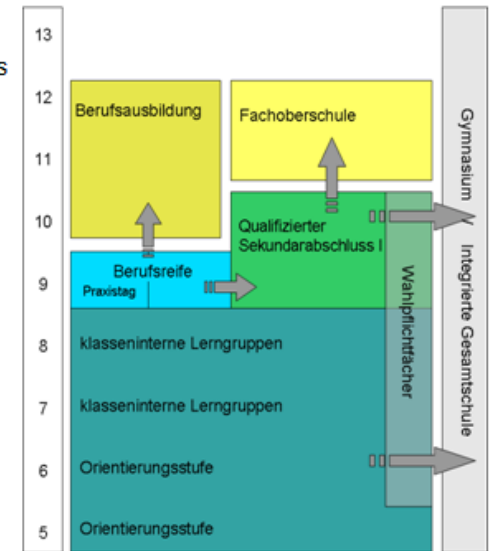 13
s
12
Berufsausbildung
Fachoberschule
11
10
Qualifizierter
Sekundarabschluss I
Berufsreife
Praxistag
9
8
klasseninterne Lerngruppen
7
klasseninterne Lerngruppen
6
Orientierungsstufe
5
Orientierungsstufe
Wahlpflichtfächer
Gymnasium / Integrierte Gesamtschule